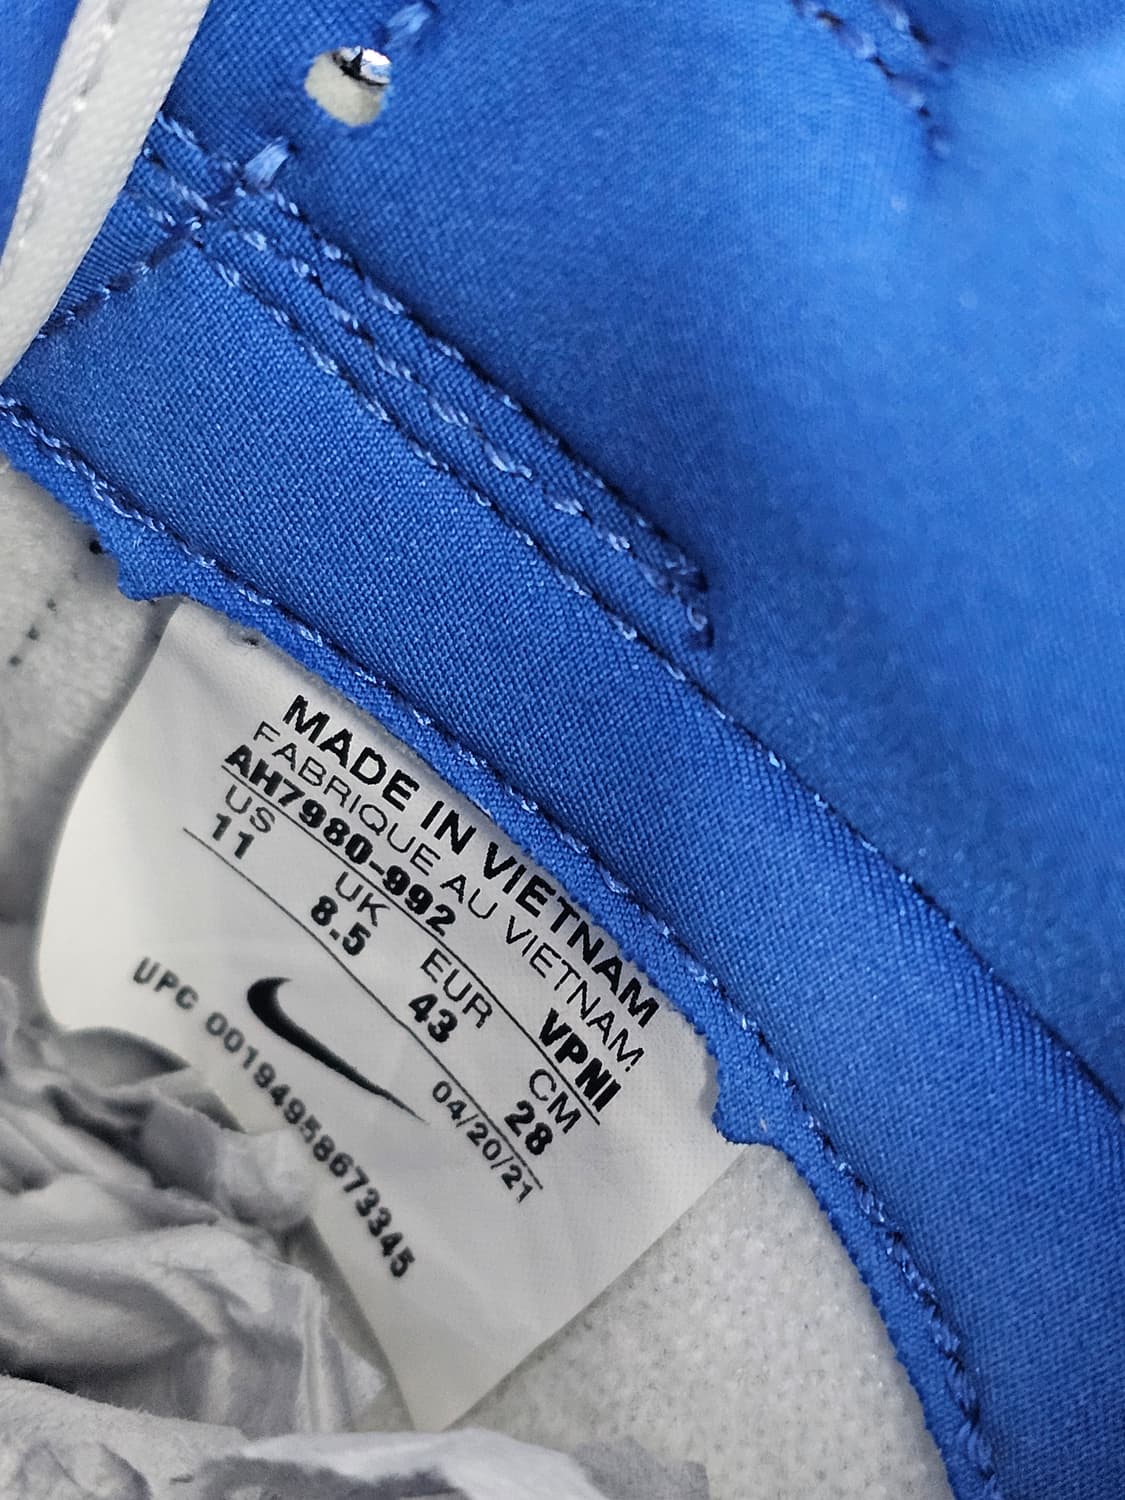 MADE IN VIETNAM
FABRIQUE AU VIETNAM
AH7980-992 VPNI
US UK EUR CM
11 8.5 43 28
04/20/21
UPC 00194958673345